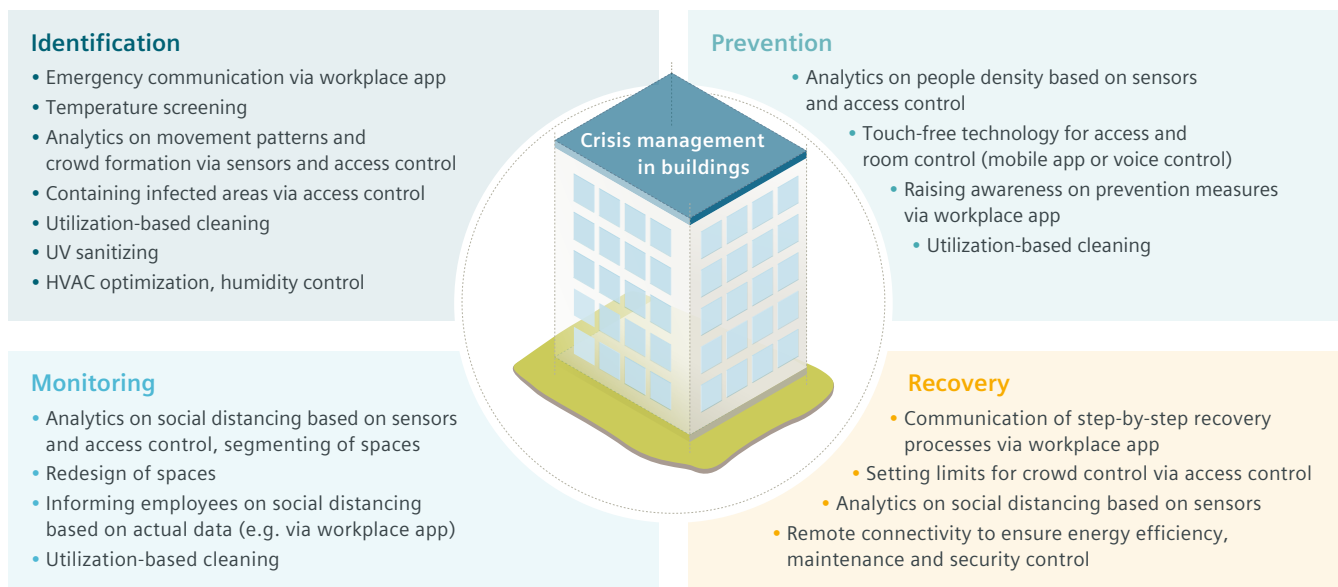 Identification
• Emergency communication via workplace app
• Temperature screening
• Analytics on movement patterns and
crowd formation via sensors and access control
• Containing infected areas via access control
• Utilization-based cleaning
• UV sanitizing
• HVAC optimization, humidity control
Prevention
• Analytics on people density based on sensors
and access control
• Touch-free technology for access and
room control (mobile app or voice control)
• Raising awareness on prevention measures
via workplace app
• Utilization-based cleaning
Crisis management
in buildings
Monitoring
• Analytics on social distancing based on sensors
and access control, segmenting of spaces
• Redesign of spaces
• Informing employees on social distancing
based on actual data (e.g. via workplace app)
• Utilization-based cleaning
Recovery
• Communication of step-by-step recovery
processes via workplace app
• Setting limits for crowd control via access control
• Analytics on social distancing based on sensors
• Remote connectivity to ensure energy efficiency,
maintenance and security control